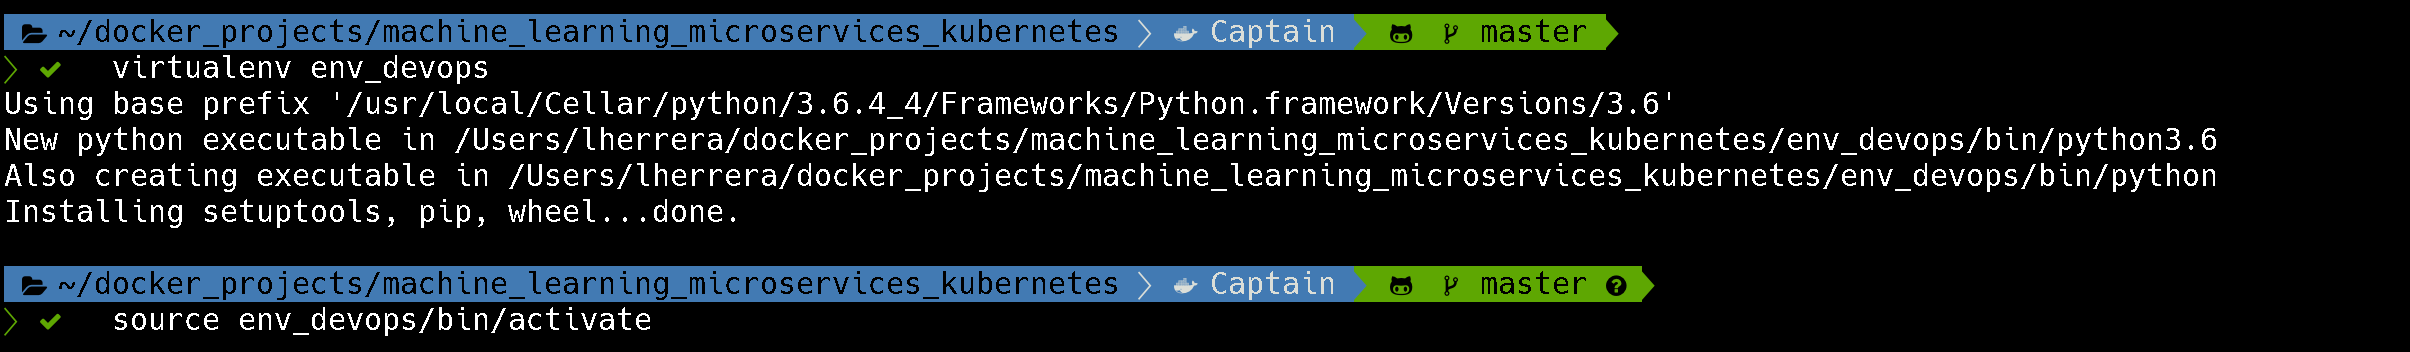 ~/docker_projects/machine_learning_microservices_kubernetes Captain master
virtualenv env_devops
Using base prefix '/usr/local/Cellar/python/3.6.4_4/Frameworks/Python.framework/Versions/3.6'
New python executable in /Users/lherrera/docker_projects/machine_learning_microservices_kubernetes/env_devops/bin/python3.6
Also creating executable in /Users/lherrera/docker_projects/machine_learning_microservices_kubernetes/env_devops/bin/python
Installing setuptools, pip, wheel...done.
~/docker_projects/machine_learning_microservices_kubernetes Captain master ?
source env_devops/bin/activate